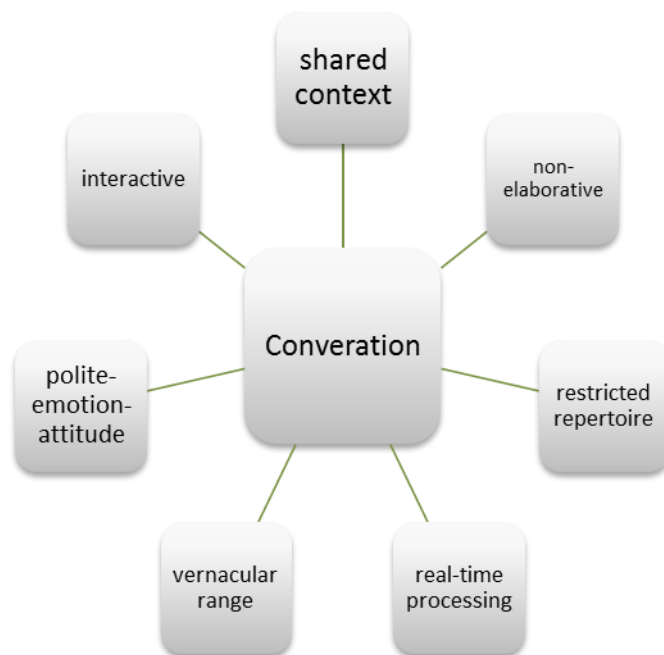 shared
context
non-
elaborative
restricted
repertoire
real-time
processing
vernacular
range
polite-
emotion-
attitude
interactive
Converation